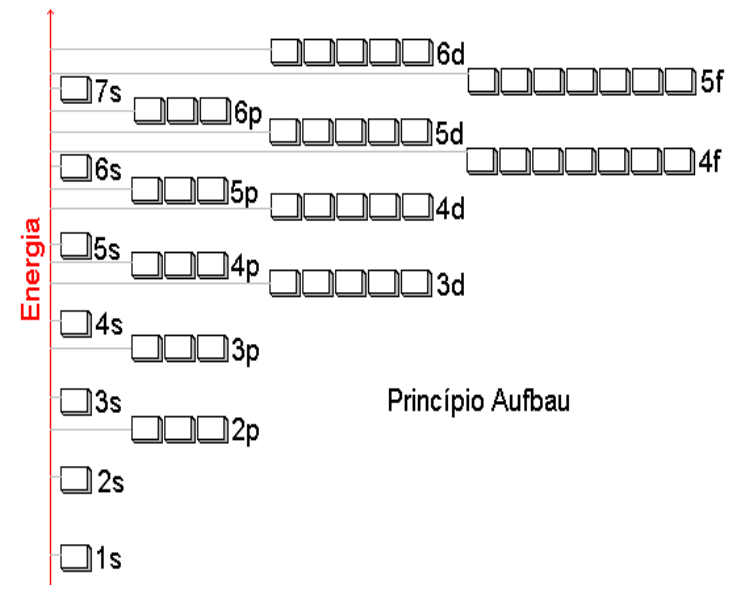 6d
5f
7s
6p
5d
4f
6s
5p
4d
5s
4p
3d
4s
3p
3s
Princípio Aufbau
2p
2s
1s
Energia